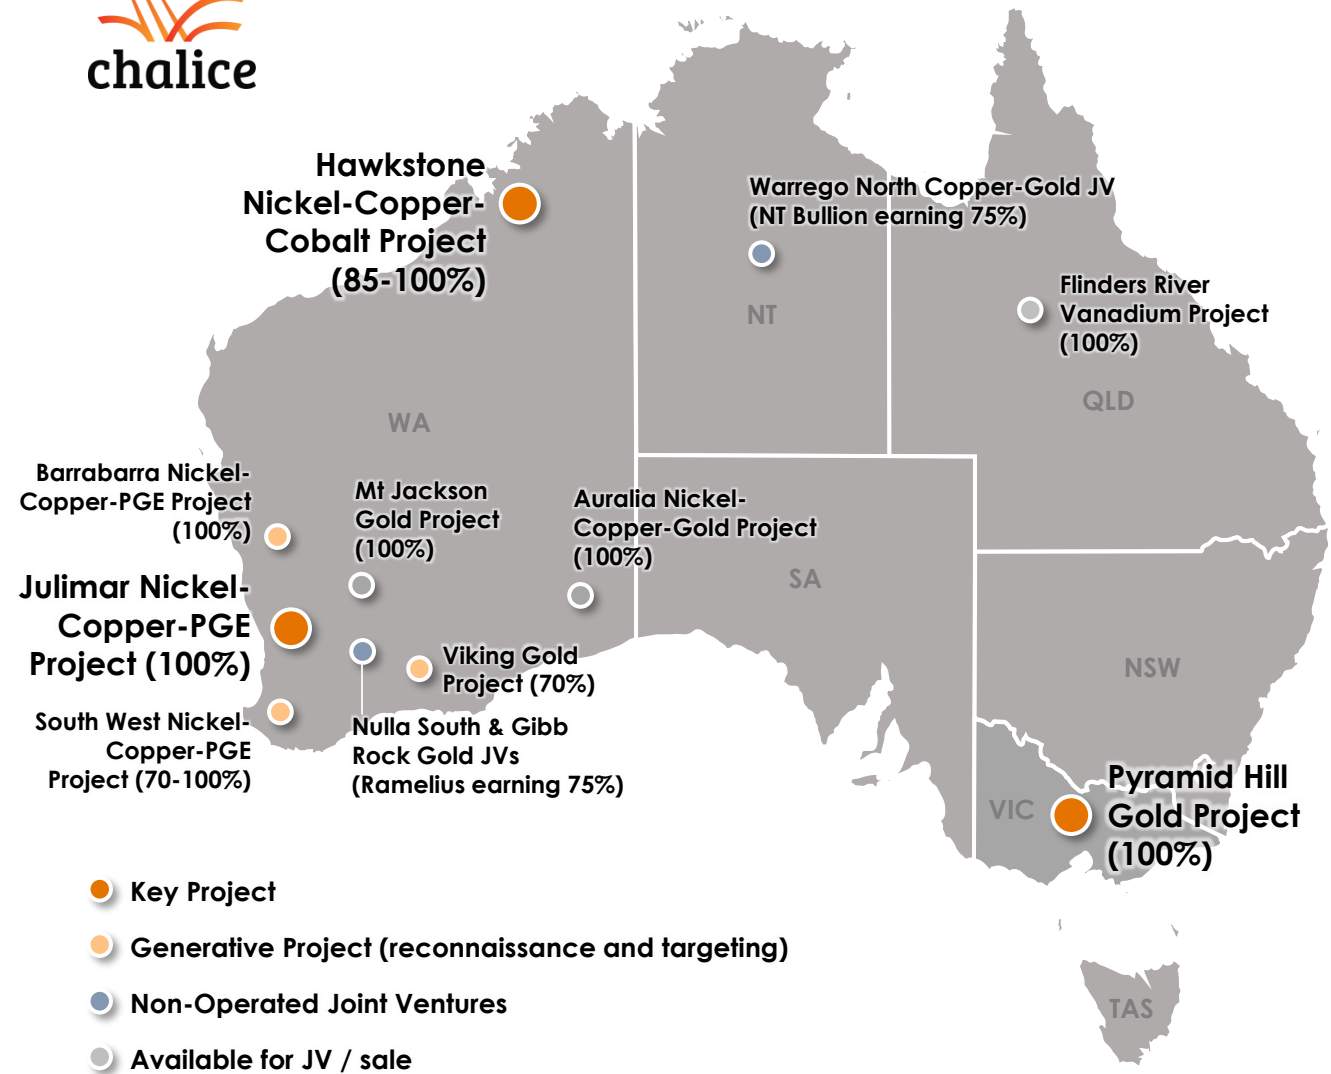 chalice
Hawkstone
Nickel-Copper-
Cobalt Project
(85-100%)
Warrego North Copper-Gold JV
(NT Bullion earning 75%)
Flinders River
Vanadium Project
(100%)
NT
QLD
WA
Barrabarra Nickel-
Copper-PGE Project
(100%)
Mt Jackson
Gold Project
(100%)
Auralia Nickel-
Copper-Gold Project
(100%)
SA
Julimar Nickel-
Copper-PGE
Project (100%)
Viking Gold
Project (70%)
NSW
South West Nickel-
Copper-PGE
Project (70-100%)
Nulla South & Gibb
Rock Gold JVs
(Ramelius earning 75%)
VIC
Pyramid Hill
Gold Project
(100%)
TAS
Key Project
Generative Project (reconnaissance and targeting)
Non-Operated Joint Ventures
Available for JV / sale